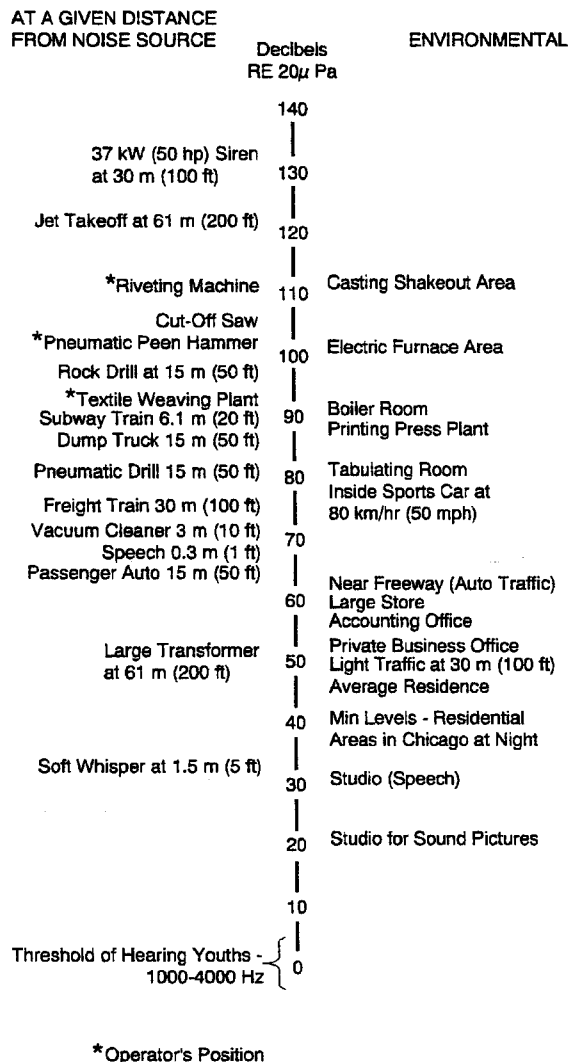 AT A GIVEN DISTANCE
FROM NOISE SOURCE
Decibels
RE 20µ Pa
ENVIRONMENTAL
140
37 kW (50 hp) Siren
at 30 m (100 ft)
130
Jet Takeoff at 61 m (200 ft)
120
*Riveting Machine
110
Casting Shakeout Area
Cut-Off Saw
*Pneumatic Peen Hammer
100
Electric Furnace Area
Rock Drill at 15 m (50 ft)
*Textile Weaving Plant
Subway Train 6.1 m (20 ft)
Dump Truck 15 m (50 ft)
90
Boiler Room
Printing Press Plant
Pneumatic Drill 15 m (50 ft)
80
Tabulating Room
Inside Sports Car at
80 km/hr (50 mph)
Freight Train 30 m (100 ft)
Vacuum Cleaner 3 m (10 ft)
Speech 0.3 m (1 ft)
Passenger Auto 15 m (50 ft)
70
Near Freeway (Auto Traffic)
Large Store
Accounting Office
60
Private Business Office
Light Traffic at 30 m (100 ft)
Average Residence
Large Transformer
at 61 m (200 ft)
50
Min Levels - Residential
Areas in Chicago at Night
40
Soft Whisper at 1.5 m (5 ft)
30
Studio (Speech)
20
Studio for Sound Pictures
10
Threshold of Hearing Youths -
1000-4000 Hz
0
*Operator's Position